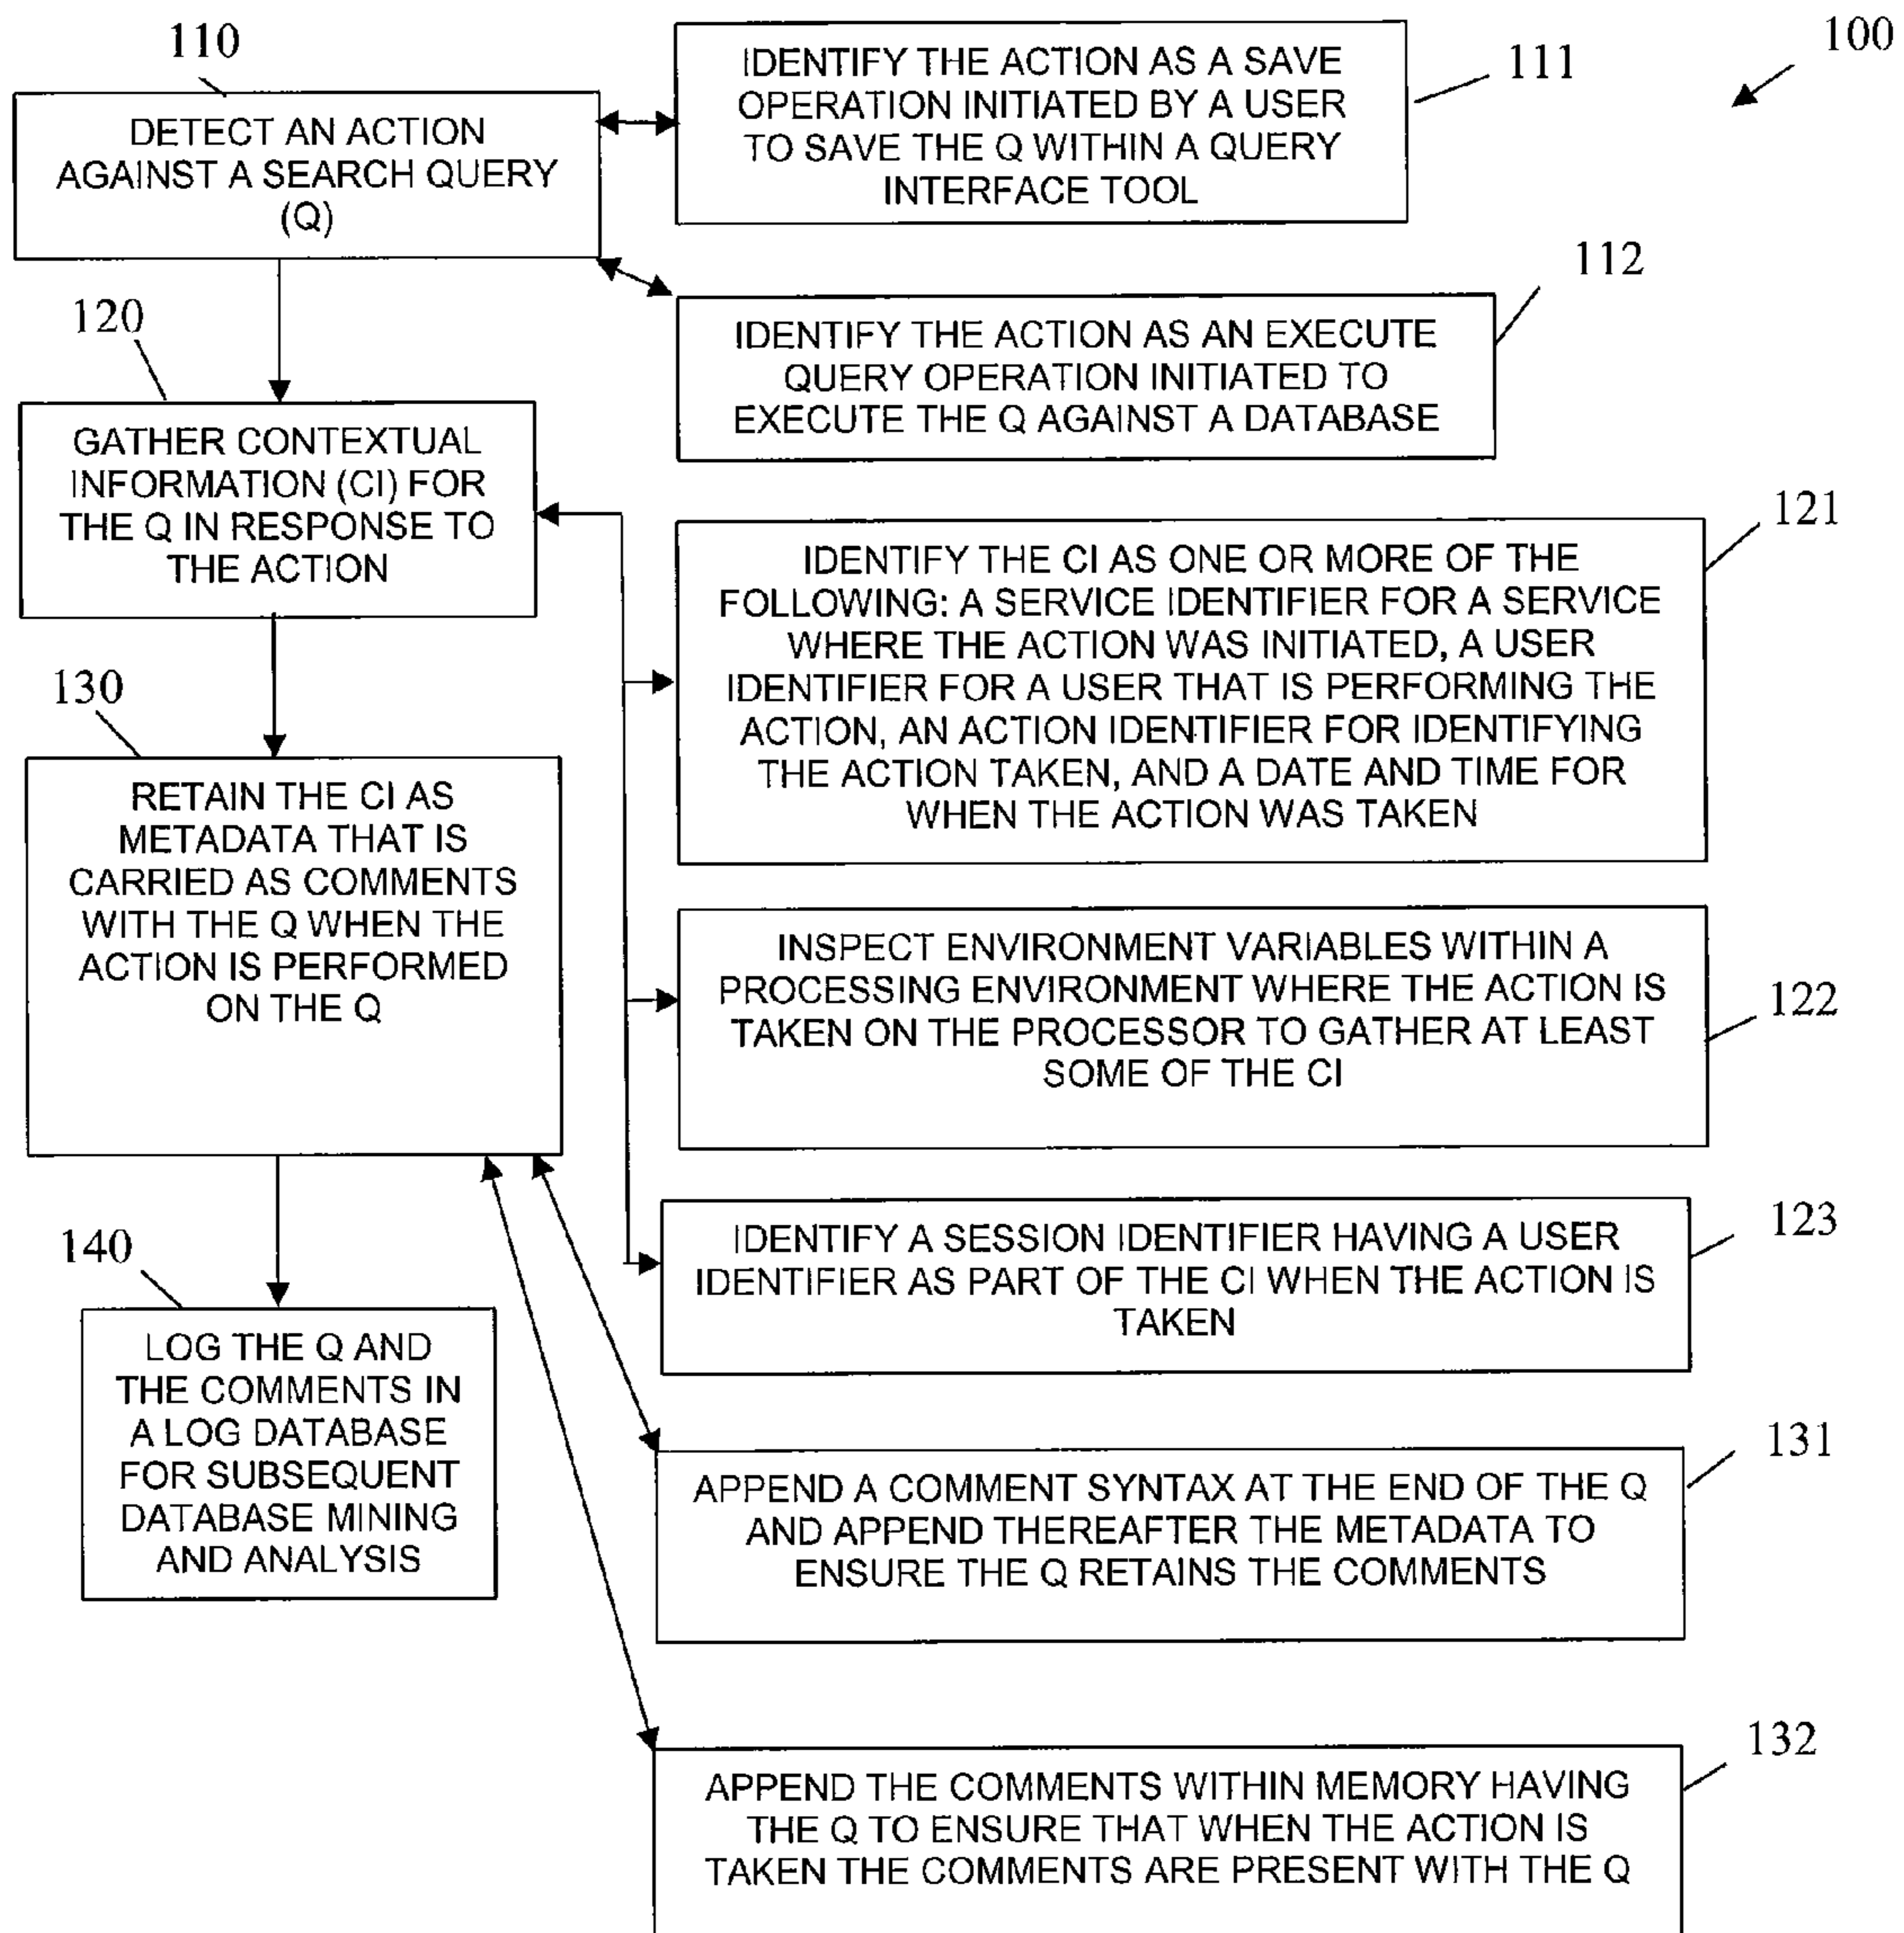 100
110
DETECT AN ACTION
AGAINST A SEARCH QUERY
(Q)
111
IDENTIFY THE ACTION AS A SAVE
OPERATION INITIATED BY A USER
TO SAVE THE Q WITHIN A QUERY
INTERFACE TOOL
112
IDENTIFY THE ACTION AS AN EXECUTE
QUERY OPERATION INITIATED TO
EXECUTE THE Q AGAINST A DATABASE
120
GATHER CONTEXTUAL
INFORMATION (CI) FOR
THE Q IN RESPONSE TO
THE ACTION
121
IDENTIFY THE CI AS ONE OR MORE OF THE
FOLLOWING: A SERVICE IDENTIFIER FOR A SERVICE
WHERE THE ACTION WAS INITIATED, A USER
IDENTIFIER FOR A USER THAT IS PERFORMING THE
ACTION, AN ACTION IDENTIFIER FOR IDENTIFYING
THE ACTION TAKEN, AND A DATE AND TIME FOR
WHEN THE ACTION WAS TAKEN
122
INSPECT ENVIRONMENT VARIABLES WITHIN A
PROCESSING ENVIRONMENT WHERE THE ACTION IS
TAKEN ON THE PROCESSOR TO GATHER AT LEAST
SOME OF THE CI
123
IDENTIFY A SESSION IDENTIFIER HAVING A USER
IDENTIFIER AS PART OF THE CI WHEN THE ACTION IS
TAKEN
130
RETAIN THE CI AS
METADATA THAT IS
CARRIED AS COMMENTS
WITH THE Q WHEN THE
ACTION IS PERFORMED
ON THE Q
131
APPEND A COMMENT SYNTAX AT THE END OF THE Q
AND APPEND THEREAFTER THE METADATA TO
ENSURE THE Q RETAINS THE COMMENTS
132
APPEND THE COMMENTS WITHIN MEMORY HAVING
THE Q TO ENSURE THAT WHEN THE ACTION IS
TAKEN THE COMMENTS ARE PRESENT WITH THE Q
140
LOG THE Q AND
THE COMMENTS IN
A LOG DATABASE
FOR SUBSEQUENT
DATABASE MINING
AND ANALYSIS